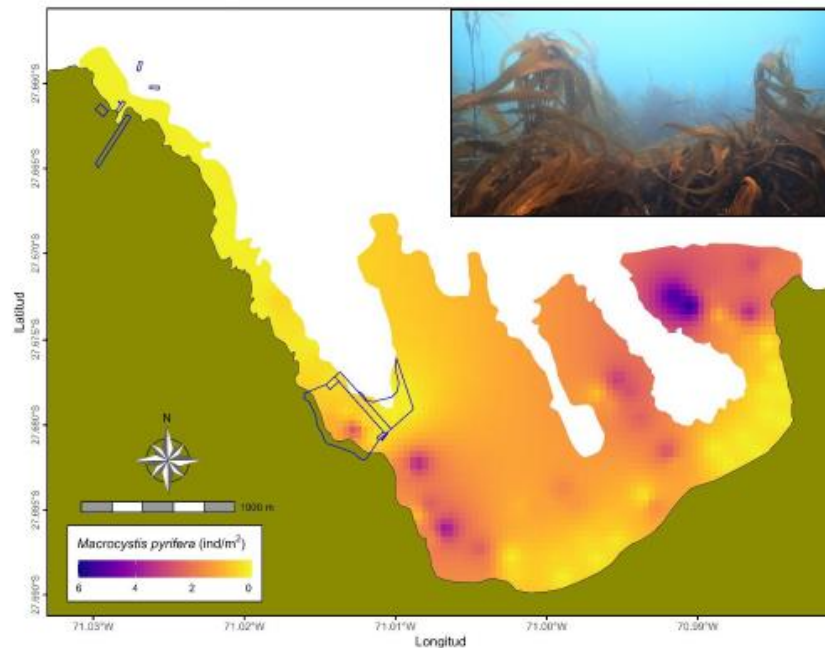 27.660°S
27.665°S
27.670°S
27.675°S
27.680°S
27.685°S
27.690°S
lLatitud
N
1000 m
Macrocystis pyrifera (ind/m²)
6 4 2 0
71.03°W 71.02°W 71.01°W 71.00°W 70.99°W
Longitud